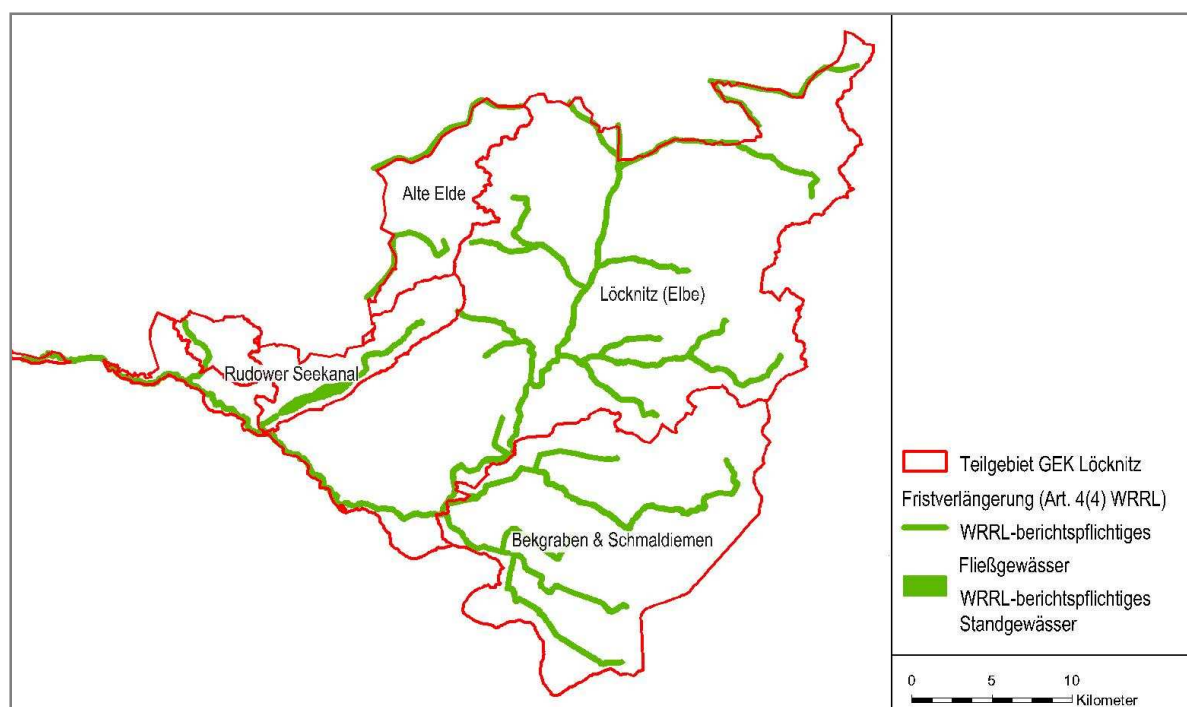 Alte Elde
Löcknitz (Elbe)
Rudower Seekanal
Bekgraben & Schmaldiemen
Teilgebiet GEK Löcknitz
Fristverlängerung (Art. 4(4) WRRL)
WRRL-berichtspflichtiges
Fließgewässer
WRRL-berichtspflichtiges
Standgewässer
0 5 10
Kilometer